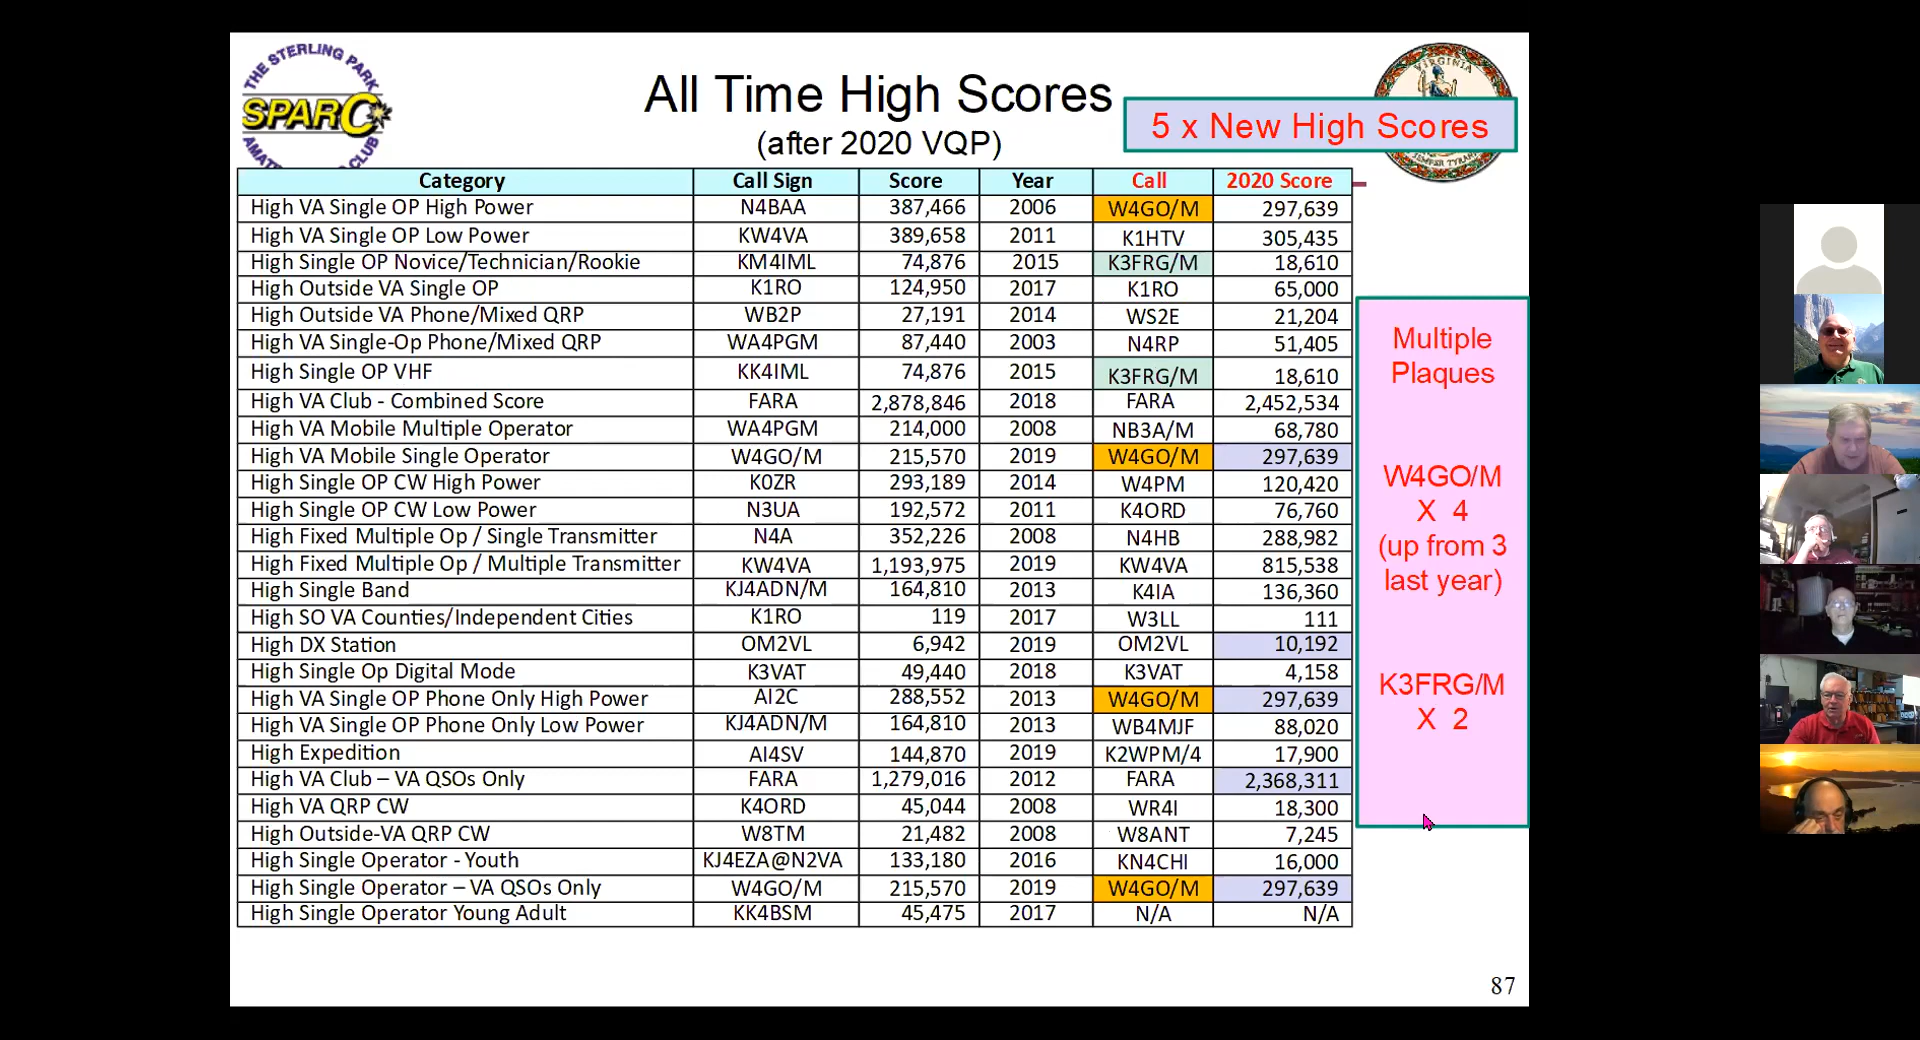 THE STERLING PARK
SPARC
All Time High Scores
(after 2020 VQP)
VIRGINIA
5 x New High Scores
Category Call Sign Score Year Call 2020 Score
High VA Single OP High Power N4BAA 387,466 2006 W4GO/M 297,639
High VA Single OP Low Power KW4VA 389,658 2011 K1HTV 305,435
High Single OP Novice/Technician/Rookie KM4IML 74,876 2015 K3FRG/M 18,610
High Outside VA Single OP K1RO 124,950 2017 K1RO 65,000
High Outside VA Phone/Mixed QRP WB2P 27,191 2014 WS2E 21,204
High VA Single-Op Phone/Mixed QRP WA4PGM 87,440 2003 N4RP 51,405
High Single OP VHF KK4IML 74,876 2015 K3FRG/M 18,610
High VA Club - Combined Score FARA 2,878,846 2018 FARA 2,452,534
High VA Mobile Multiple Operator WA4PGM 214,000 2008 NB3A/M 68,780
High VA Mobile Single Operator W4GO/M 215,570 2019 W4GO/M 297,639
High Single OP CW High Power K0ZR 293,189 2014 W4PM 120,420
High Single OP CW Low Power N3UA 192,572 2011 K4ORD 76,760
High Fixed Multiple Op / Single Transmitter N4A 352,226 2008 N4HB 288,982
High Fixed Multiple Op / Multiple Transmitter KW4VA 1,193,975 2019 KW4VA 815,538
High Single Band KJ4ADN/M 164,810 2013 K4IA 136,360
High SO VA Counties/Independent Cities K1RO 119 2017 W3LL 111
High DX Station OM2VL 6,942 2019 OM2VL 10,192
High Single Op Digital Mode K3VAT 49,440 2018 K3VAT 4,158
High VA Single OP Phone Only High Power AI2C 288,552 2013 W4GO/M 297,639
High VA Single OP Phone Only Low Power KJ4ADN/M 164,810 2013 WB4MJF 88,020
High Expedition AI4SV 144,870 2019 K2WPM/4 17,900
High VA Club – VA QSOs Only FARA 1,279,016 2012 FARA 2,368,311
High VA QRP CW K4ORD 45,044 2008 WR4I 18,300
High Outside-VA QRP CW W8TM 21,482 2008 W8ANT 7,245
High Single Operator - Youth KJ4EZA@N2VA 133,180 2016 KN4CHI 16,000
High Single Operator – VA QSOs Only W4GO/M 215,570 2019 W4GO/M 297,639
High Single Operator Young Adult KK4BSM 45,475 2017 N/A N/A
Multiple
Plaques
W4GO/M
X 4
(up from 3
last year)
K3FRG/M
X 2
87